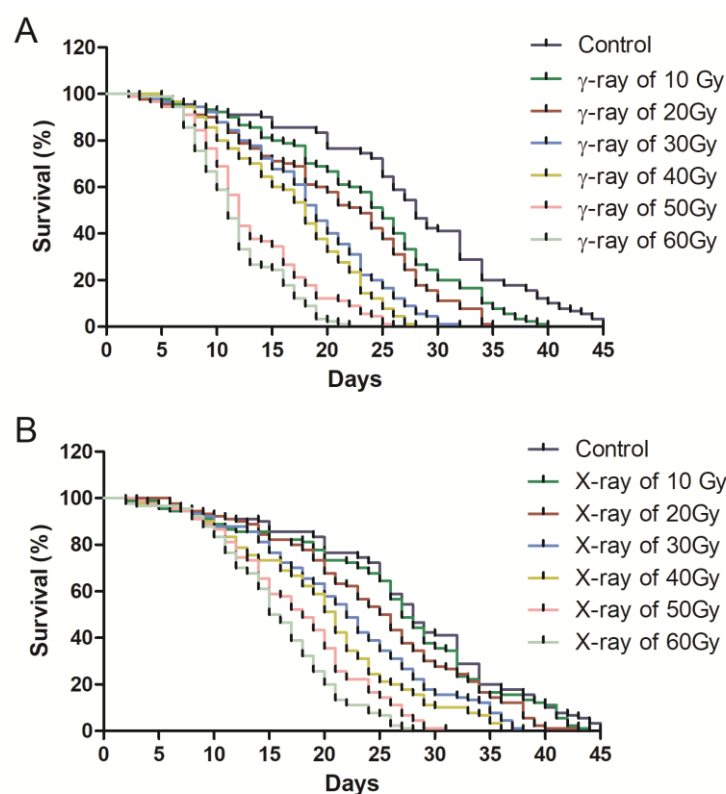 A
120
100
80
60
40
20
0
Survival (%)
0 5 10 15 20 25 30 35 40 45
Days
Control
γ-ray of 10 Gy
γ-ray of 20Gy
γ-ray of 30Gy
γ-ray of 40Gy
γ-ray of 50Gy
γ-ray of 60Gy
B
120
100
80
60
40
20
0
Survival (%)
0 5 10 15 20 25 30 35 40 45
Days
Control
X-ray of 10 Gy
X-ray of 20Gy
X-ray of 30Gy
X-ray of 40Gy
X-ray of 50Gy
X-ray of 60Gy